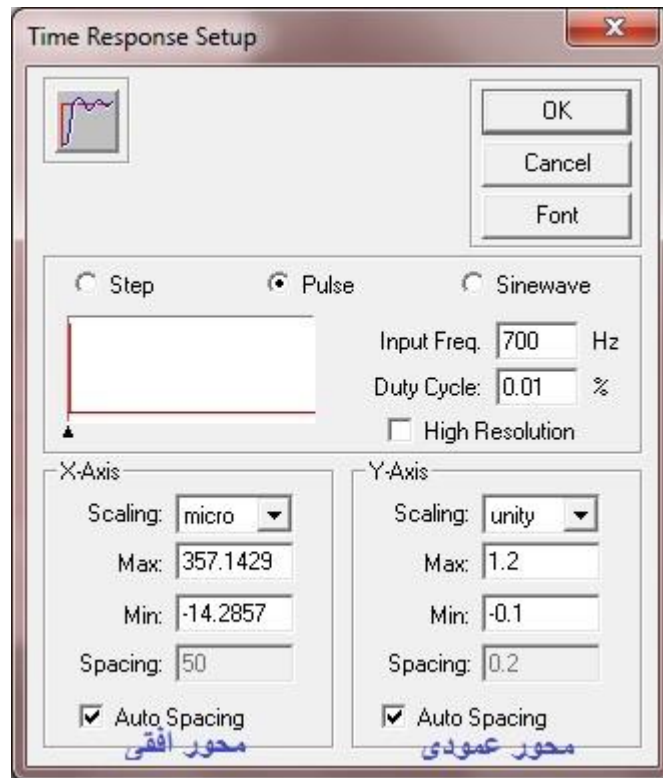 Time Response Setup
OK
Cancel
Font
Step Pulse Sinewave
Input Freq. 700 Hz
Duty Cycle: 0.01 %
High Resolution
X-Axis
Scaling: micro
Max: 357.1429
Min: -14.2857
Spacing: 50
Auto Spacing
محور افقی
Y-Axis
Scaling: unity
Max: 1.2
Min: -0.1
Spacing: 0.2
Auto Spacing
محور عمودی